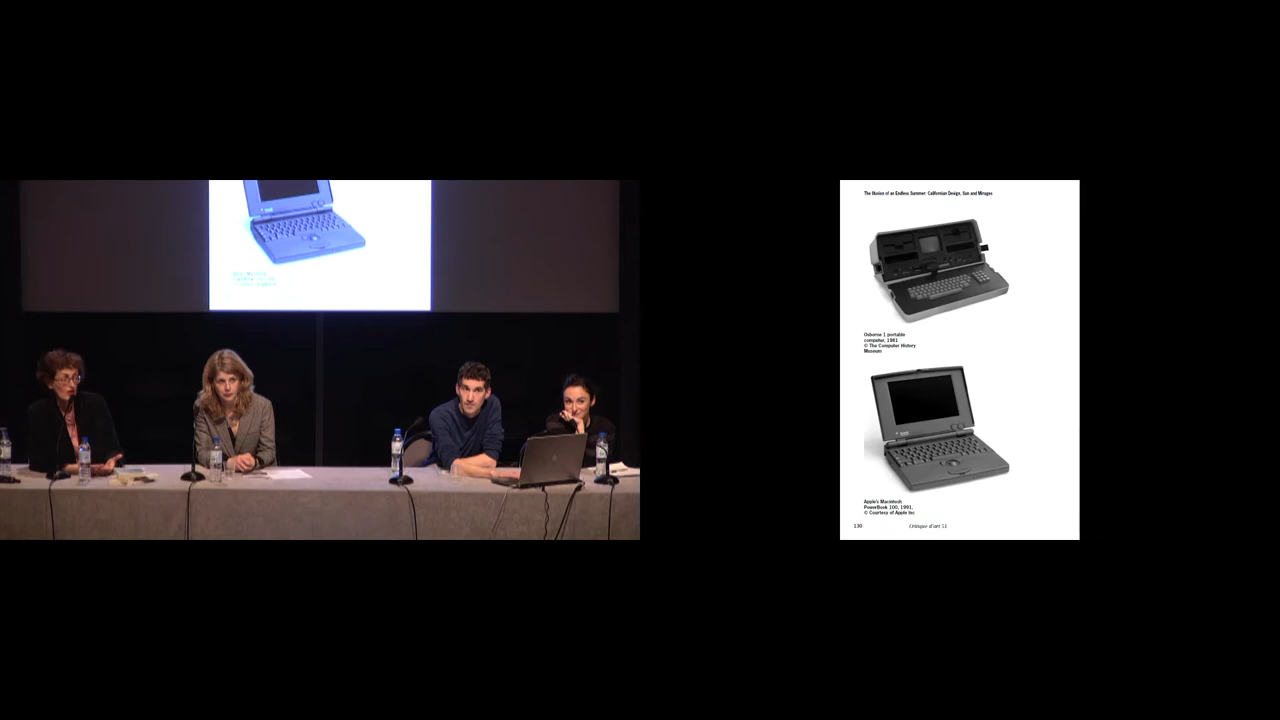 The Illusion of an Endless Summer: Californian Design, Sun and Mirages
Osborne 1 portable
computer, 1981
© The Computer History
Museum
Apple's Macintosh
PowerBook 100, 1991.
© Courtesy of Apple Inc
130
Critique d'art 51